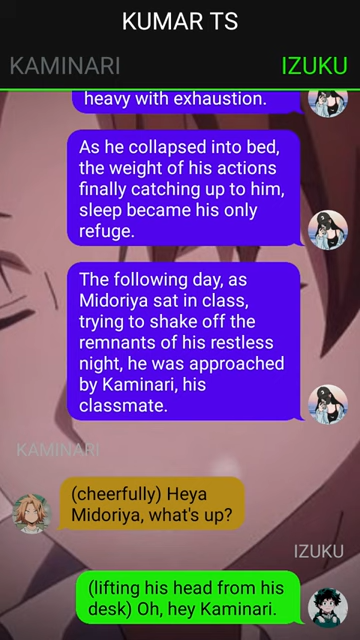 KUMAR TS
KAMINARI
IZUKU
heavy with exhaustion.
As he collapsed into bed,
the weight of his actions
finally catching up to him,
sleep became his only
refuge.
The following day, as
Midoriya sat in class,
trying to shake off the
remnants of his restless
night, he was approached
by Kaminari, his
classmate.
KAMINARI
(cheerfully) Heya
Midoriya, what's up?
IZUKU
(lifting his head from his
desk) Oh, hey Kaminari.